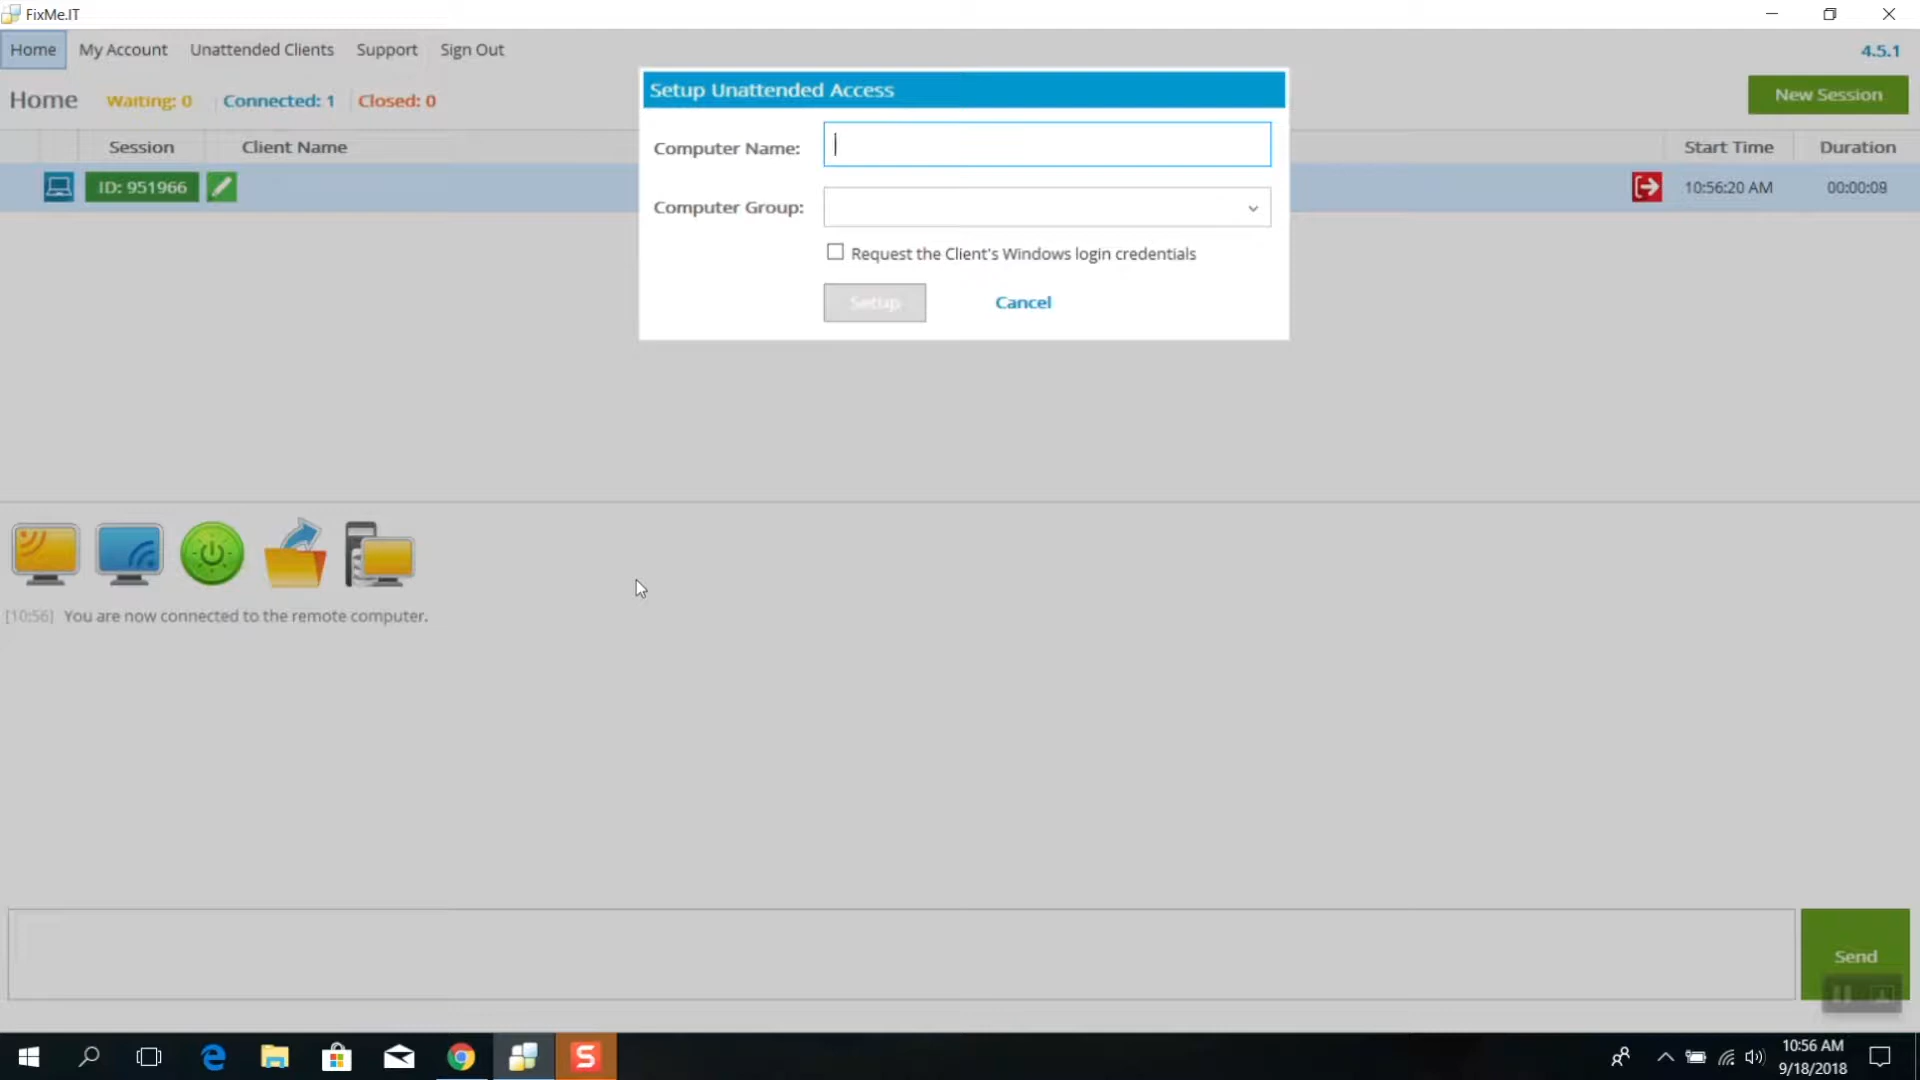 FixMe.IT
Home My Account Unattended Clients Support Sign Out
4.5.1
Home Waiting: 0 Connected: 1 Closed: 0
New Session
Setup Unattended Access
Computer Name:
Computer Group:
Request the Client's Windows login credentials
Setup Cancel
Session Client Name Start Time Duration
ID: 951966 10:56:20 AM 00:00:09
[10:56] You are now connected to the remote computer.
Send
10:56 AM
9/18/2018